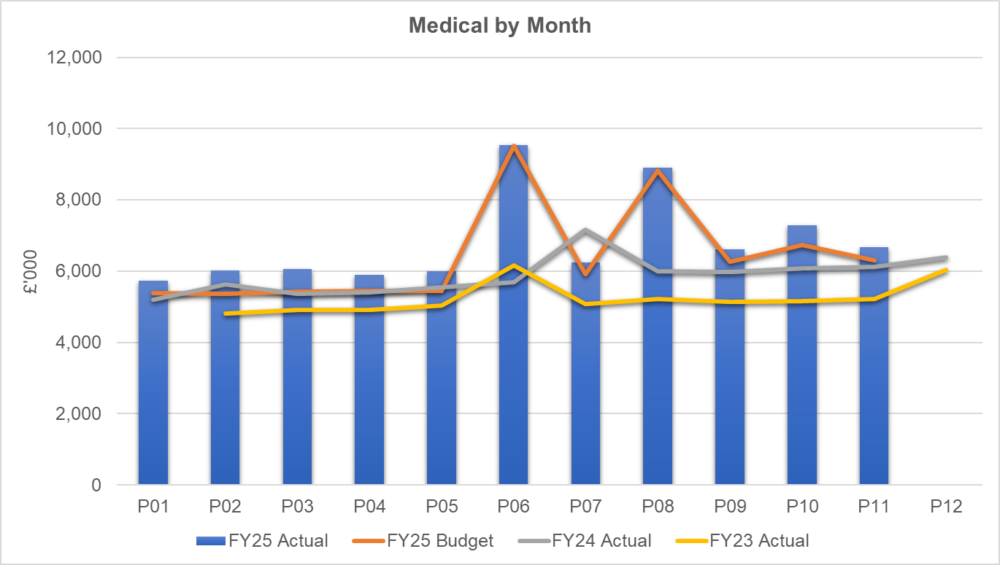 Medical by Month
12,000
10,000
8,000
6,000
4,000
2,000
0
£'000
P01 P02 P03 P04 P05 P06 P07 P08 P09 P10 P11 P12
FY25 Actual FY25 Budget FY24 Actual FY23 Actual